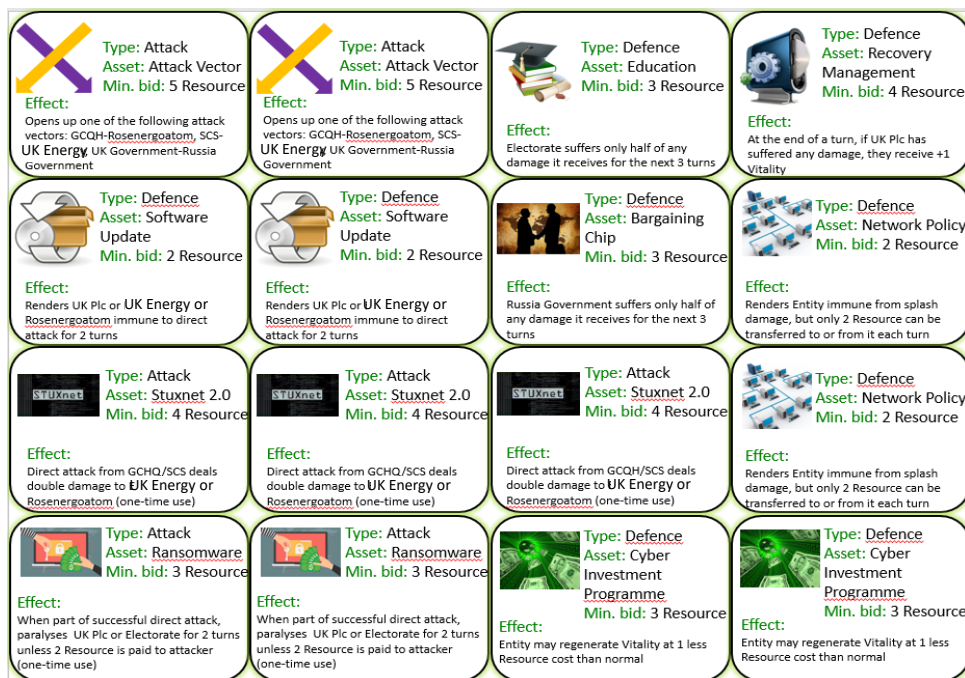 Type: Attack
Asset: Attack Vector
Min. bid: 5 Resource
Effect:
Opens up one of the following attack
vectors: GCQH-Rosenergoatom, SCS-
UK Energy, UK Government-Russia
Government
Type: Attack
Asset: Attack Vector
Min. bid: 5 Resource
Effect:
Opens up one of the following attack
vectors: GCQH-Rosenergoatom, SCS-
UK Energy, UK Government-Russia
Government
Type: Defence
Asset: Education
Min. bid: 3 Resource
Effect:
Electorate suffers only half of any
damage it receives for the next 3 turns
Type: Defence
Asset: Recovery
Management
Min. bid: 4 Resource
Effect:
At the end of a turn, if UK Plc has
suffered any damage, they receive +1
Vitality
Type: Defence
Asset: Software
Update
Min. bid: 2 Resource
Effect:
Renders UK Plc or UK Energy or
Rosenergoatom immune to direct
attack for 2 turns
Type: Defence
Asset: Software
Update
Min. bid: 2 Resource
Effect:
Renders UK Plc or UK Energy or
Rosenergoatom immune to direct
attack for 2 turns
Type: Defence
Asset: Bargaining
Chip
Min. bid: 3 Resource
Effect:
Russia Government suffers only half of
any damage it receives for the next 3
turns
Type: Defence
Asset: Network Policy
Min. bid: 2 Resource
Effect:
Renders Entity immune from splash
damage, but only 2 Resource can be
transferred to or from it each turn
STUXnet
Type: Attack
Asset: Stuxnet 2.0
Min. bid: 4 Resource
Effect:
Direct attack from GCHQ/SCS deals
double damage to UK Energy or
Rosenergoatom (one-time use)
STUXnet
Type: Attack
Asset: Stuxnet 2.0
Min. bid: 4 Resource
Effect:
Direct attack from GCHQ/SCS deals
double damage to UK Energy or
Rosenergoatom (one-time use)
STUXnet
Type: Attack
Asset: Stuxnet 2.0
Min. bid: 4 Resource
Effect:
Direct attack from GCQH/SCS deals
double damage to UK Energy or
Rosenergoatom (one-time use)
Type: Defence
Asset: Network Policy
Min. bid: 2 Resource
Effect:
Renders Entity immune from splash
damage, but only 2 Resource can be
transferred to or from it each turn
Type: Attack
Asset: Ransomware
Min. bid: 3 Resource
Effect:
When part of successful direct attack,
paralyses UK Plc or Electorate for 2 turns
unless 2 Resource is paid to attacker
(one-time use)
Type: Attack
Asset: Ransomware
Min. bid: 3 Resource
Effect:
When part of successful direct attack,
paralyses UK Plc or Electorate for 2 turns
unless 2 Resource is paid to attacker
(one-time use)
Type: Defence
Asset: Cyber
Investment
Programme
Min. bid: 3 Resource
Effect:
Entity may regenerate Vitality at 1 less
Resource cost than normal
Type: Defence
Asset: Cyber
Investment
Programme
Min. bid: 3 Resource
Effect:
Entity may regenerate Vitality at 1 less
Resource cost than normal